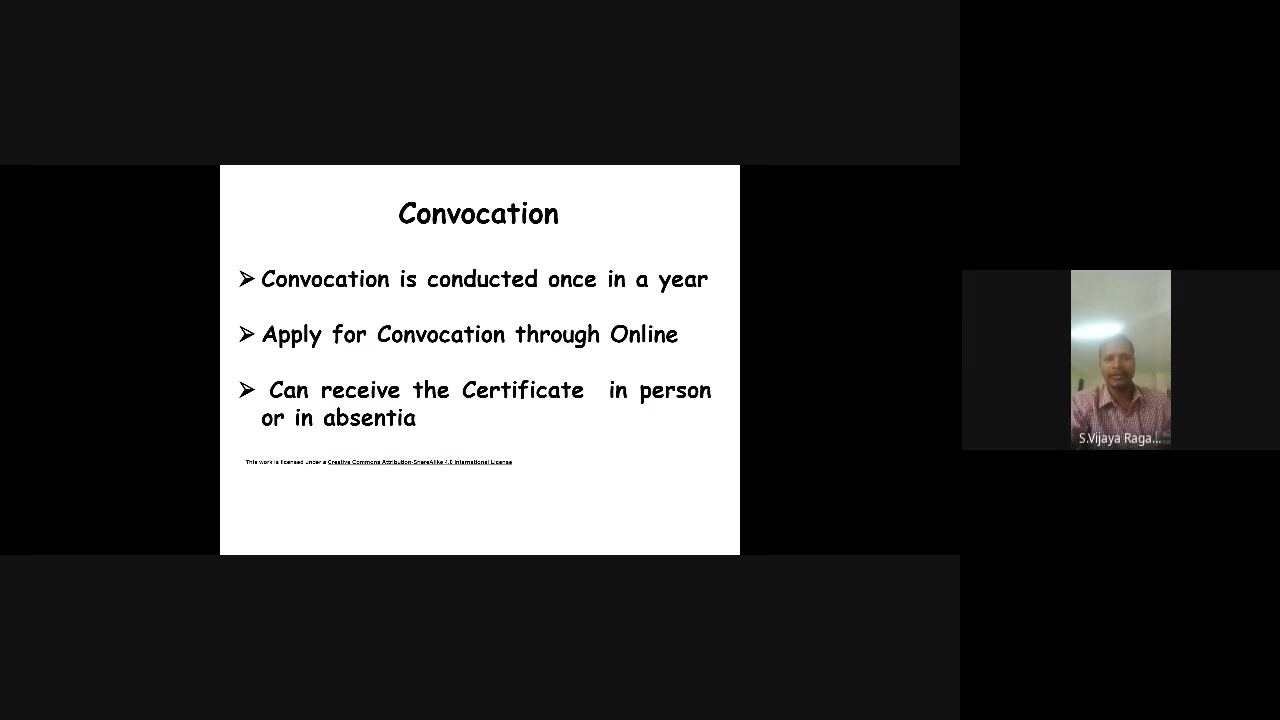 Convocation
➢ Convocation is conducted once in a year
➢ Apply for Convocation through Online
➢ Can receive the Certificate in person
or in absentia
This work is licensed under a Creative Commons Attribution-ShareAlike 4.0 International License
S.Vijaya Raga...